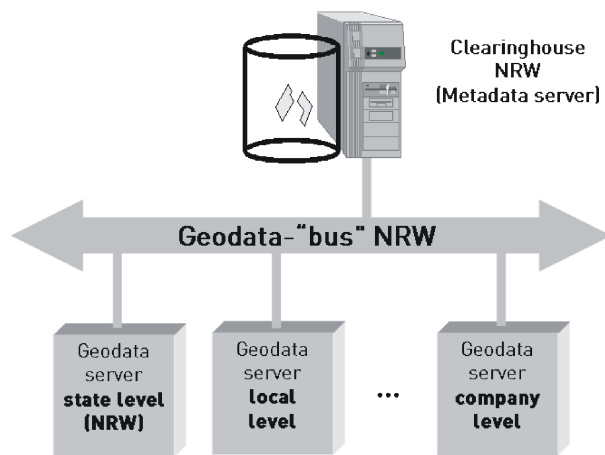 Clearinghouse
NRW
(Metadata server)
Geodata-“bus” NRW
Geodata
server
state level
(NRW)
Geodata
server
local
level
...
Geodata
server
company
level